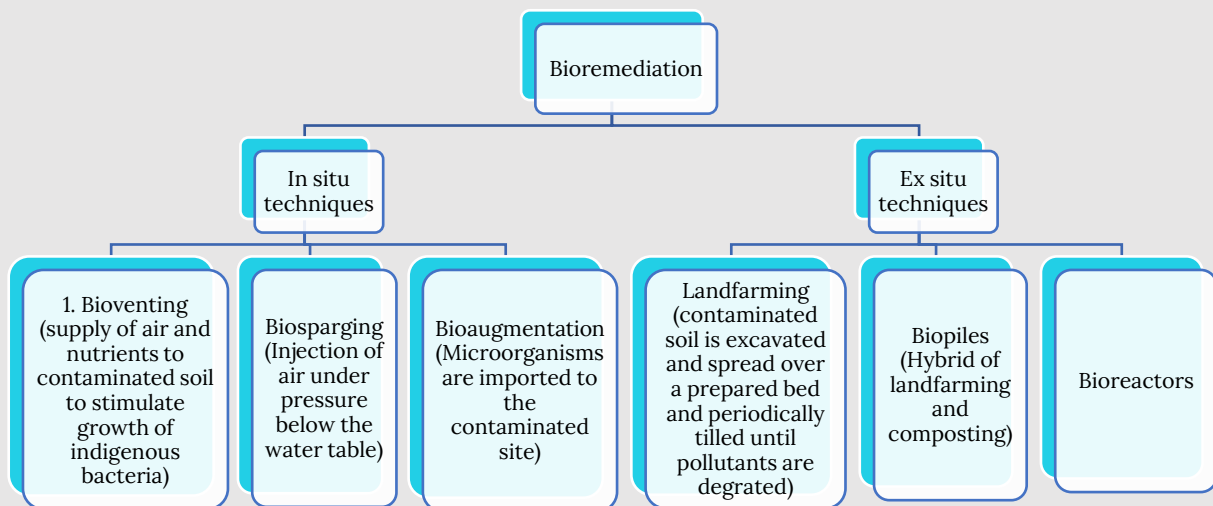 Bioremediation
In situ
techniques
Ex situ
techniques
1. Bioventing
(supply of air and
nutrients to
contaminated soil
to stimulate
growth of
indigenous
bacteria)
Biosparging
(Injection of
air under
pressure
below the
water table)
Bioaugmentation
(Microorganisms
are imported to
the
contaminated
site)
Landfarming
(contaminated
soil is excavated
and spread over
a prepared bed
and periodically
tilled until
pollutants are
degrated)
Biopiles
(Hybrid of
landfarming
and
composting)
Bioreactors